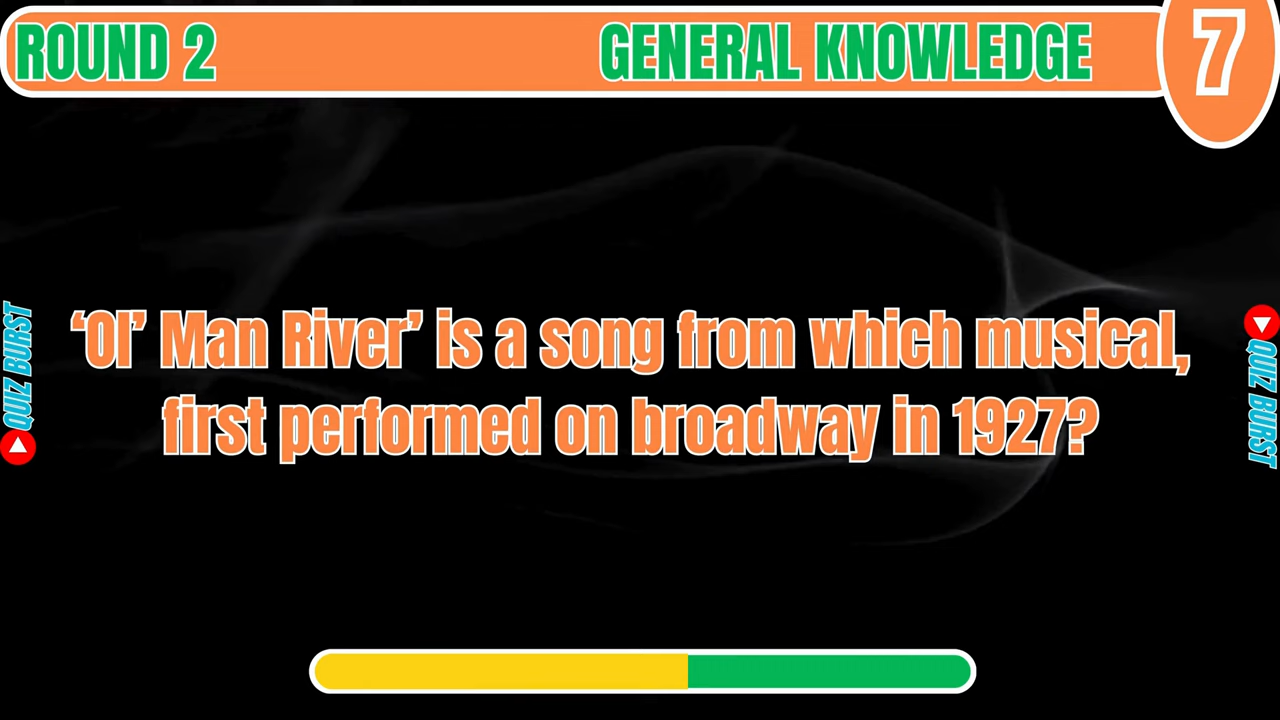 ROUND 2
GENERAL KNOWLEDGE
7
‘Ol’ Man River’ is a song from which musical,
first performed on broadway in 1927?
QUIZ BURST
QUIZ BURST